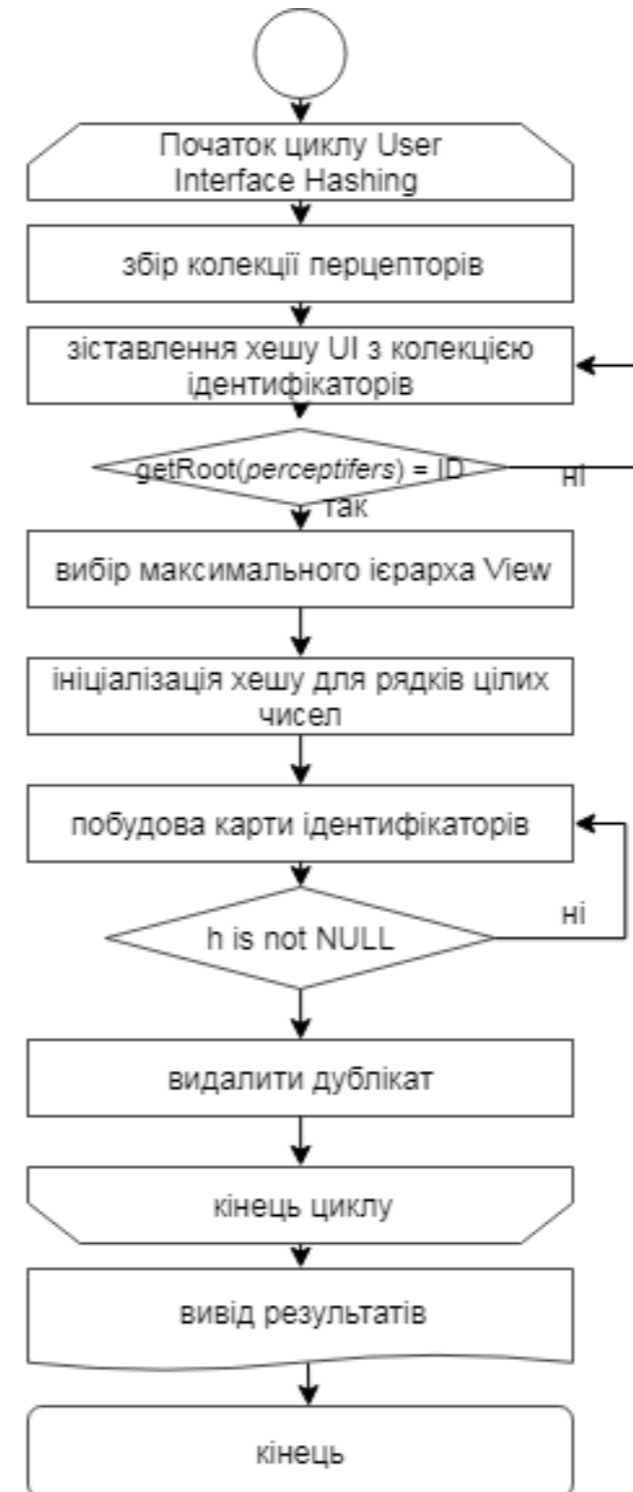 Початок циклу User
Interface Hashing
збір колекції перцепторів
зіставлення хешу UI з колекцією
ідентифікаторів
getRoot(perceptifers) = ID
ні
так
вибір максимального ієрарха View
ініціалізація хешу для рядків цілих
чисел
побудова карти ідентифікаторів
ні
h is not NULL
видалити дублікат
кінець циклу
вивід результатів
кінець